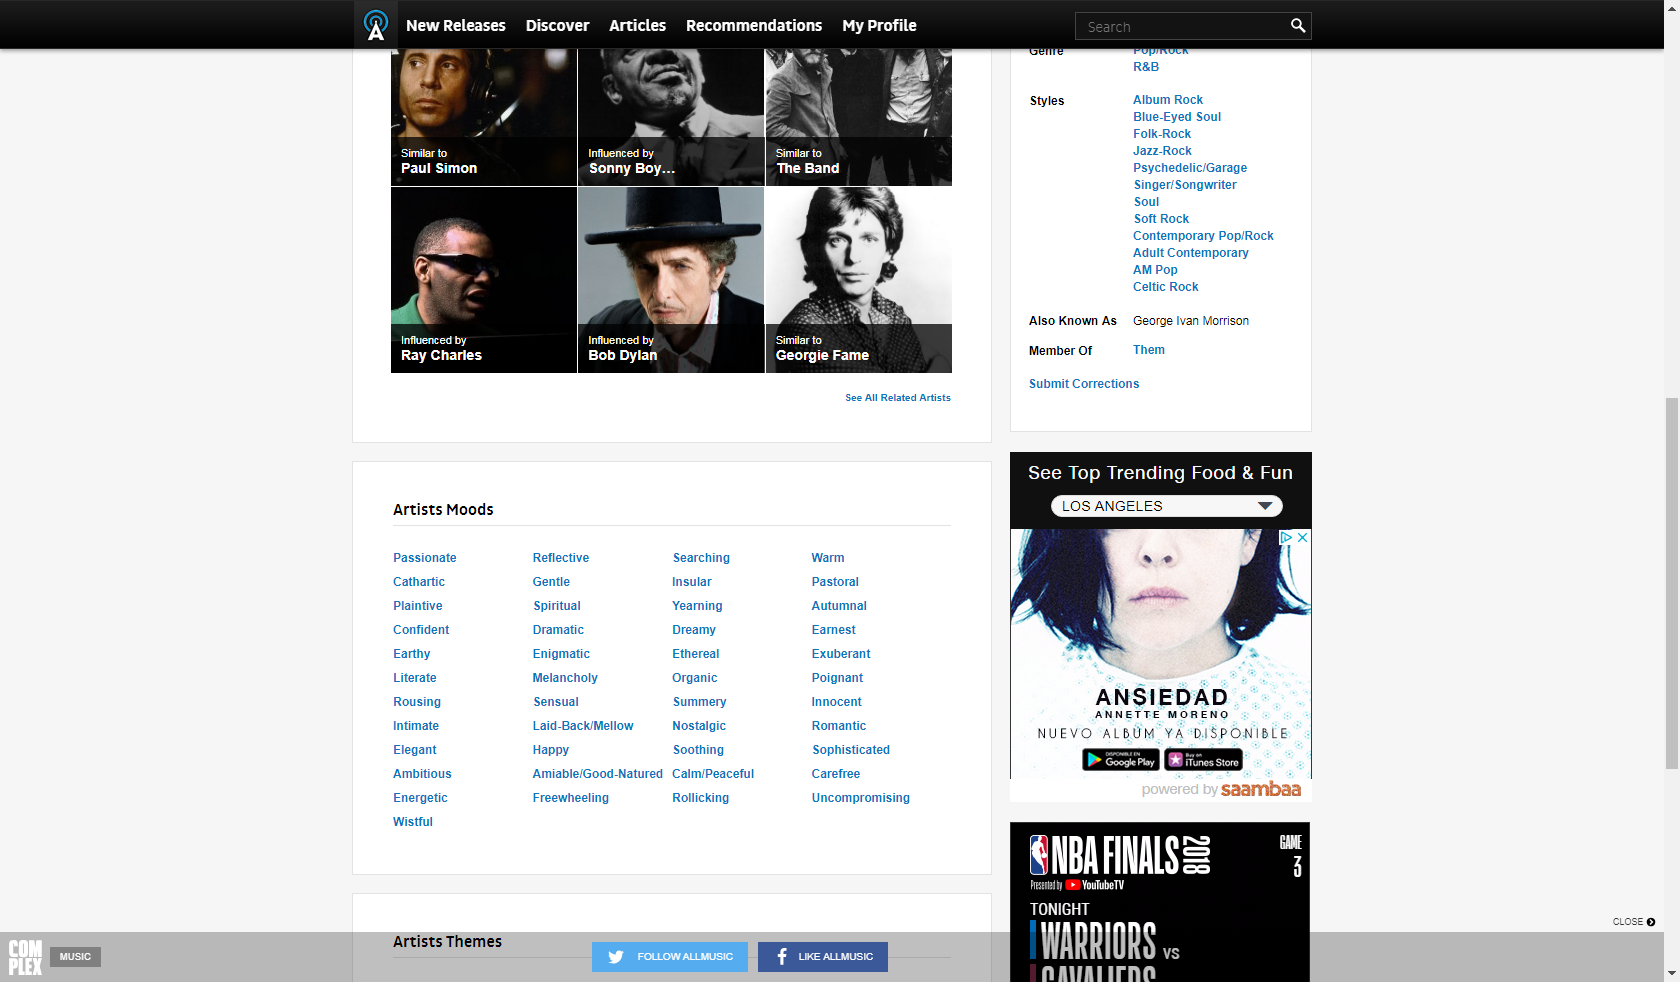 New Releases
Discover
Articles
Recommendations
My Profile
Search
Similar to
Paul Simon
Influenced by
Sonny Boy...
Similar to
The Band
Influenced by
Ray Charles
Influenced by
Bob Dylan
Similar to
Georgie Fame
See All Related Artists
Genre
Pop/Rock
R&B
Styles
Album Rock
Blue-Eyed Soul
Folk-Rock
Jazz-Rock
Psychedelic/Garage
Singer/Songwriter
Soul
Soft Rock
Contemporary Pop/Rock
Adult Contemporary
AM Pop
Celtic Rock
Also Known As
George Ivan Morrison
Member Of
Them
Submit Corrections
Artists Moods
Passionate
Reflective
Searching
Warm
Cathartic
Gentle
Insular
Pastoral
Plaintive
Spiritual
Yearning
Autumnal
Confident
Dramatic
Dreamy
Earnest
Earthy
Enigmatic
Ethereal
Exuberant
Literate
Melancholy
Organic
Poignant
Rousing
Sensual
Summery
Innocent
Intimate
Laid-Back/Mellow
Nostalgic
Romantic
Elegant
Happy
Soothing
Sophisticated
Ambitious
Amiable/Good-Natured
Calm/Peaceful
Carefree
Energetic
Freewheeling
Rollicking
Uncompromising
Wistful
See Top Trending Food & Fun
LOS ANGELES
ANSIEDAD
ANNETTE MORENO
NUEVO ALBUM YA DISPONIBLE
DISPONIBLE EN
Google Play
Buy on
iTunes Store
powered by saambaa
NBA FINALS 2018
GAME
3
Presented by YouTubeTV
TONIGHT
WARRIORS VS
CAVALIERS
CLOSE
Artists Themes
COM
PLEX
MUSIC
FOLLOW ALLMUSIC
LIKE ALLMUSIC